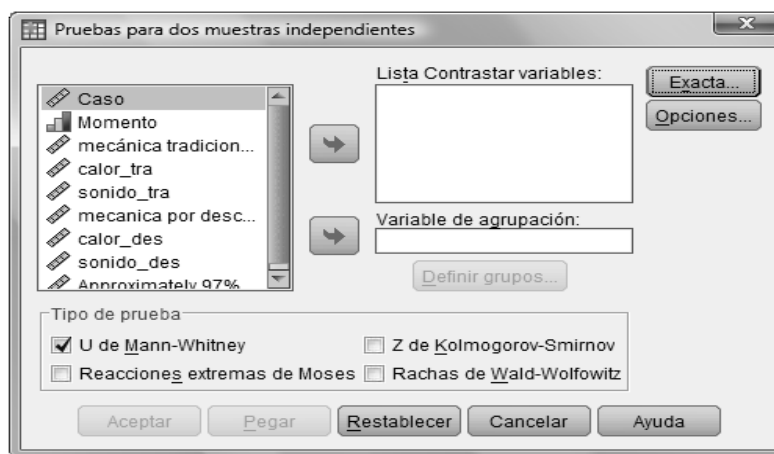 Pruebas para dos muestras independientes
x
Caso
Momento
mecánica tradicion...
calor_tra
sonido_tra
mecanica por desc...
calor_des
sonido_des
Approximately 97%
Lista Contrastar variables:
Variable de agrupación:
Definir grupos...
Exacta...
Opciones...
Tipo de prueba
U de Mann-Whitney
Z de Kolmogorov-Smirnov
Reacciones extremas de Moses
Rachas de Wald-Wolfowitz
Aceptar
Pegar
Restablecer
Cancelar
Ayuda